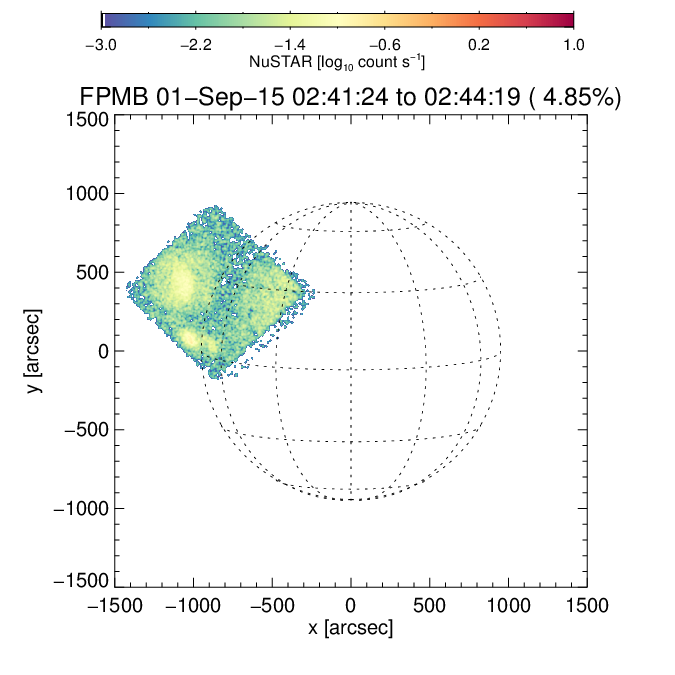 −3.0 −2.2 −1.4 −0.6 0.2 1.0
NuSTAR [log₁₀ count s⁻¹]
FPMB 01−Sep−15 02:41:24 to 02:44:19 ( 4.85%)
1500
1000
500
0
−500
−1000
−1500
y [arcsec]
−1500 −1000 −500 0 500 1000 1500
x [arcsec]